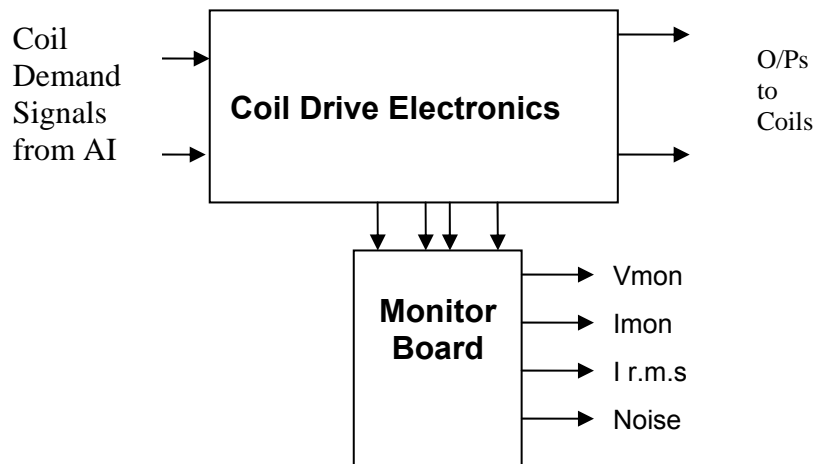 Coil
Demand
Signals
from AI
Coil Drive Electronics
O/Ps
to
Coils
Monitor
Board
Vmon
Imon
I r.m.s
Noise